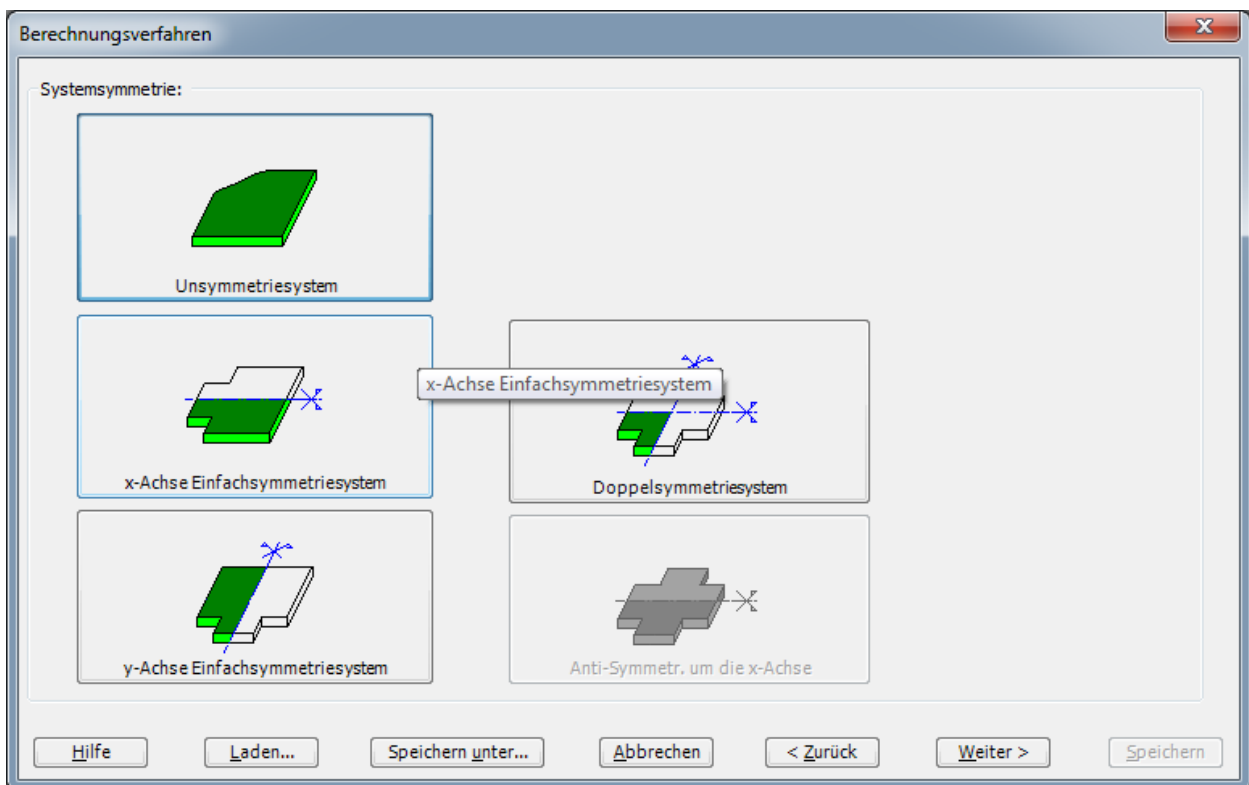 Berechnungsverfahren
Systemsymmetrie:
Unsymmetriesystem
x-Achse Einfachsymmetriesystem
x-Achse Einfachsymmetriesystem
Doppelsymmetriesystem
y-Achse Einfachsymmetriesystem
Anti-Symmetr. um die x-Achse
Hilfe
Laden...
Speichern unter...
Abbrechen
< Zurück
Weiter >
Speichern